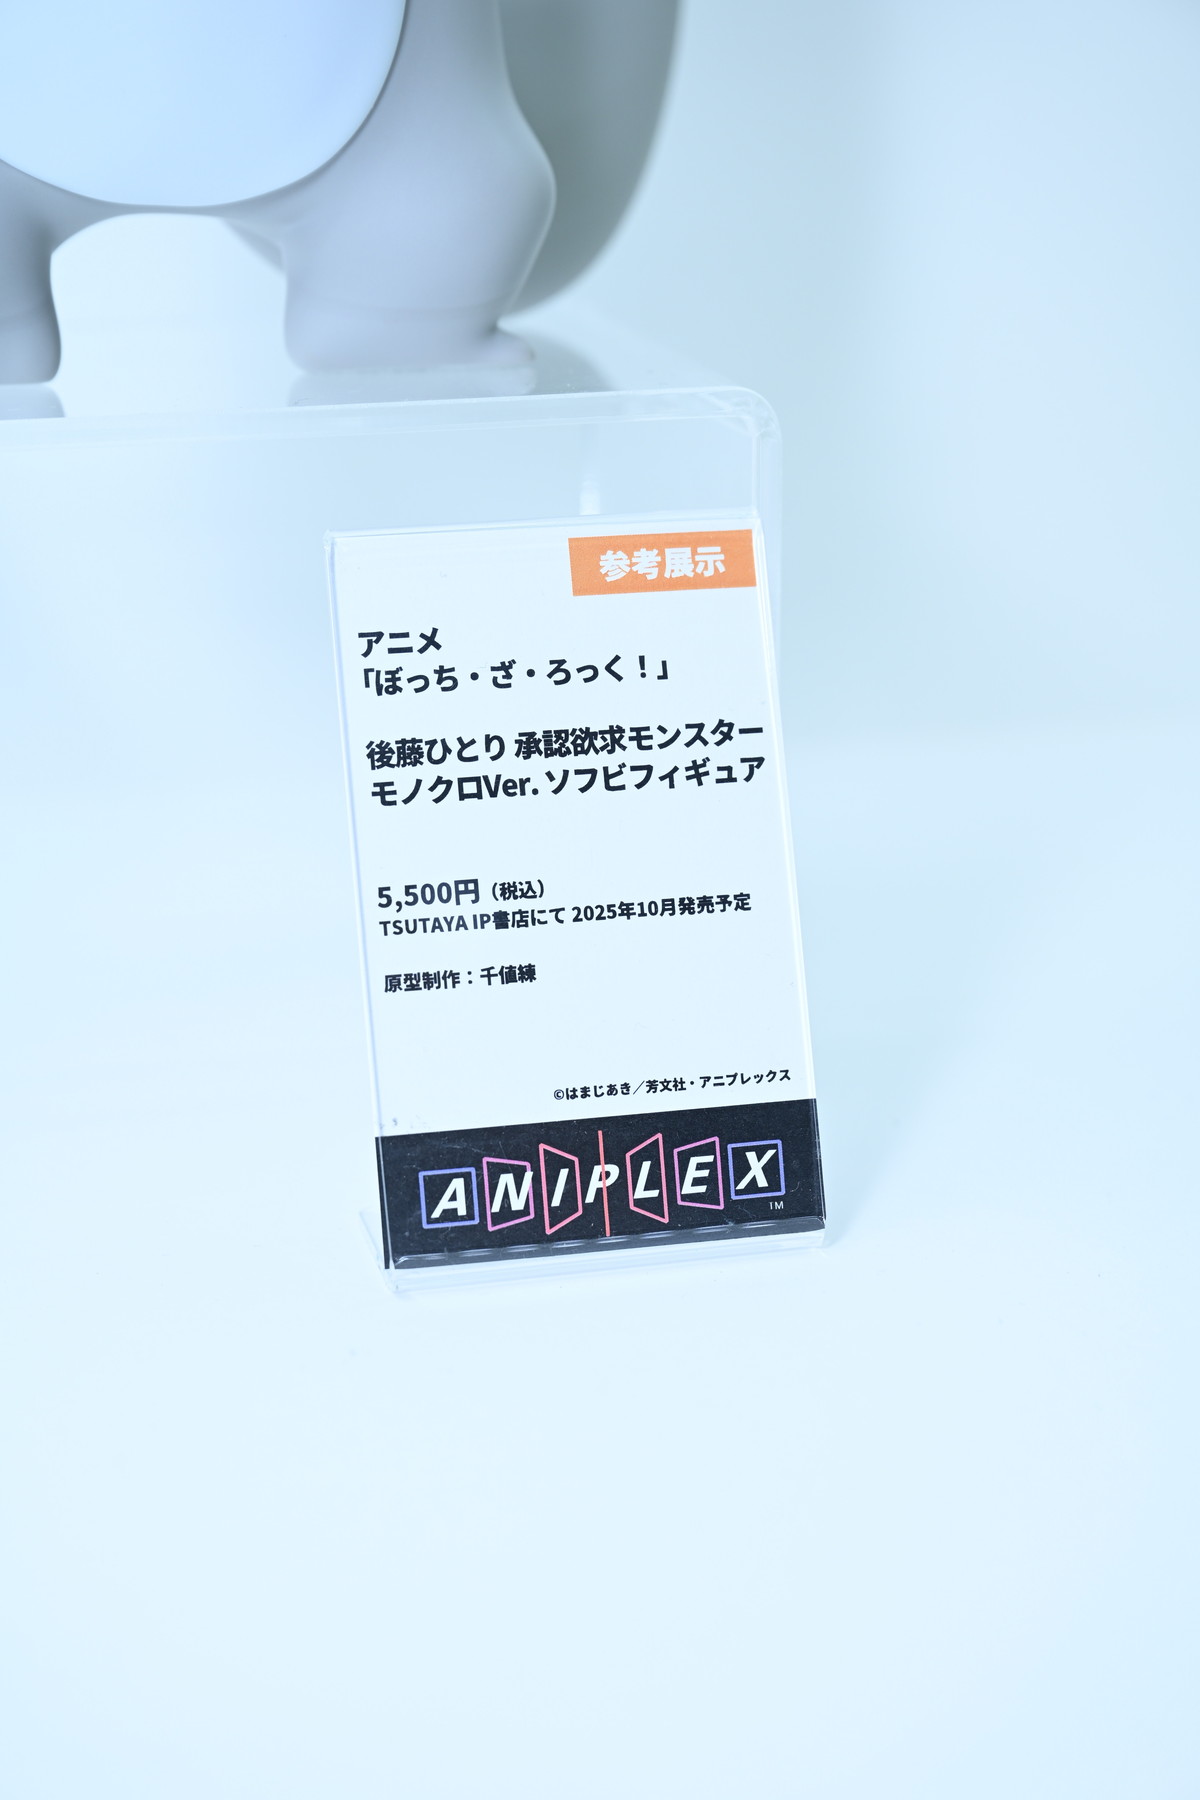 参考展示
アニメ
「ぼっち・ざ・ろっく！」
後藤ひとり 承認欲求モンスター
モノクロVer. ソフビフィギュア
5,500円（税込）
TSUTAYA IP書店にて 2025年10月発売予定
原型制作：千値練
©はまじあき／芳文社・アニプレックス
ANIPLEX
TM